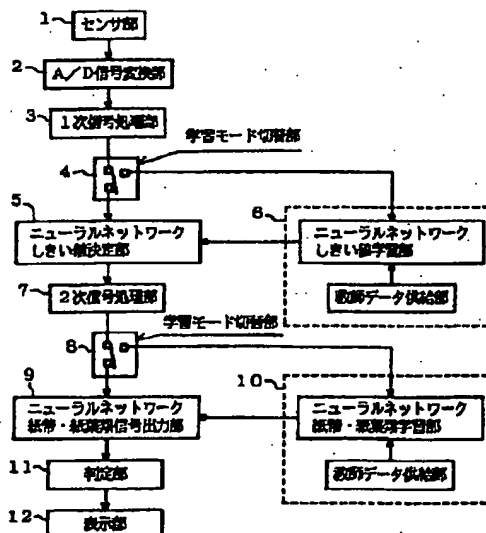 1
センサ部
2
A/D信号変換部
3
1次信号処理部
学習モード切替部
4
5
ニューラルネットワーク
しきい値決定部
6
ニューラルネットワーク
しきい値学習部
教師データ供給部
7
2次信号処理部
学習モード切替部
8
9
ニューラルネットワーク
紙幣・紙葉類信号出力部
10
ニューラルネットワーク
紙幣・紙葉類学習部
教師データ供給部
11
判定部
12
表示部